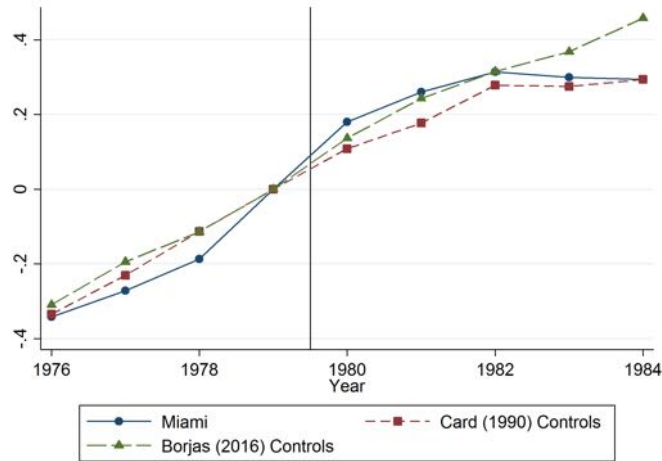 .4
.2
0
-.2
-.4
1976 1978 1980 1982 1984
Year
Miami Card (1990) Controls
Borjas (2016) Controls